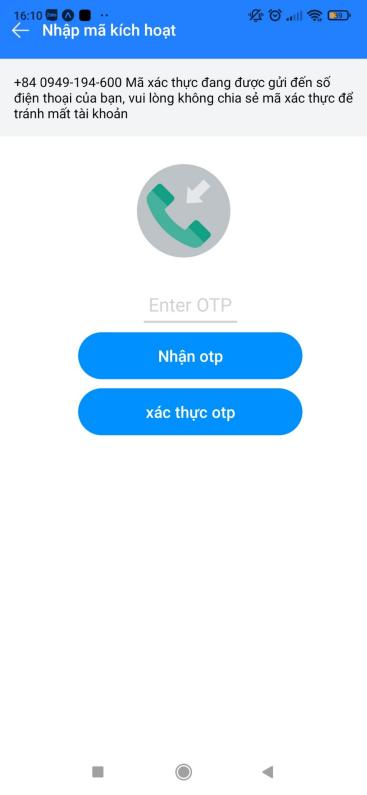 16:10
Nhập mã kích hoạt
+84 0949-194-600 Mã xác thực đang được gửi đến số
điện thoại của bạn, vui lòng không chia sẻ mã xác thực để
tránh mất tài khoản
Enter OTP
Nhận otp
xác thực otp